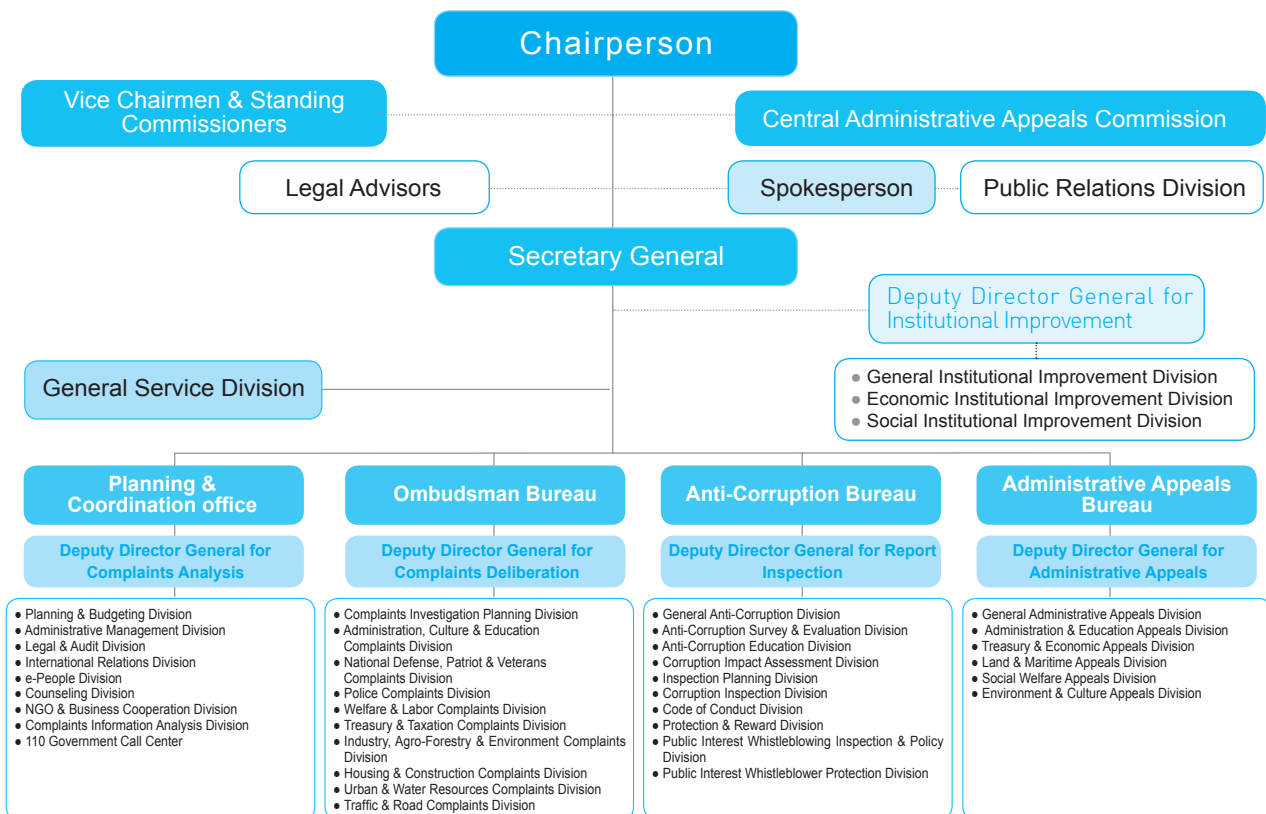 Chairperson
Vice Chairmen & Standing
Commissioners
Central Administrative Appeals Commission
Legal Advisors
Spokesperson
Public Relations Division
Secretary General
Deputy Director General for
Institutional Improvement
General Service Division
● General Institutional Improvement Division
● Economic Institutional Improvement Division
● Social Institutional Improvement Division
Planning &
Coordination office
Deputy Director General for
Complaints Analysis
● Planning & Budgeting Division
● Administrative Management Division
● Legal & Audit Division
● International Relations Division
● e-People Division
● Counseling Division
● NGO & Business Cooperation Division
● Complaints Information Analysis Division
● 110 Government Call Center
Ombudsman Bureau
Deputy Director General for
Complaints Deliberation
● Complaints Investigation Planning Division
● Administration, Culture & Education
Complaints Division
● National Defense, Patriot & Veterans
Complaints Division
● Police Complaints Division
● Welfare & Labor Complaints Division
● Treasury & Taxation Complaints Division
● Industry, Agro-Forestry & Environment Complaints
Division
● Housing & Construction Complaints Division
● Urban & Water Resources Complaints Division
● Traffic & Road Complaints Division
Anti-Corruption Bureau
Deputy Director General for Report
Inspection
● General Anti-Corruption Division
● Anti-Corruption Survey & Evaluation Division
● Anti-Corruption Education Division
● Corruption Impact Assessment Division
● Inspection Planning Division
● Corruption Inspection Division
● Code of Conduct Division
● Protection & Reward Division
● Public Interest Whistleblowing Inspection & Policy
Division
● Public Interest Whistleblower Protection Division
Administrative Appeals
Bureau
Deputy Director General for
Administrative Appeals
● General Administrative Appeals Division
● Administration & Education Appeals Division
● Treasury & Economic Appeals Division
● Land & Maritime Appeals Division
● Social Welfare Appeals Division
● Environment & Culture Appeals Division